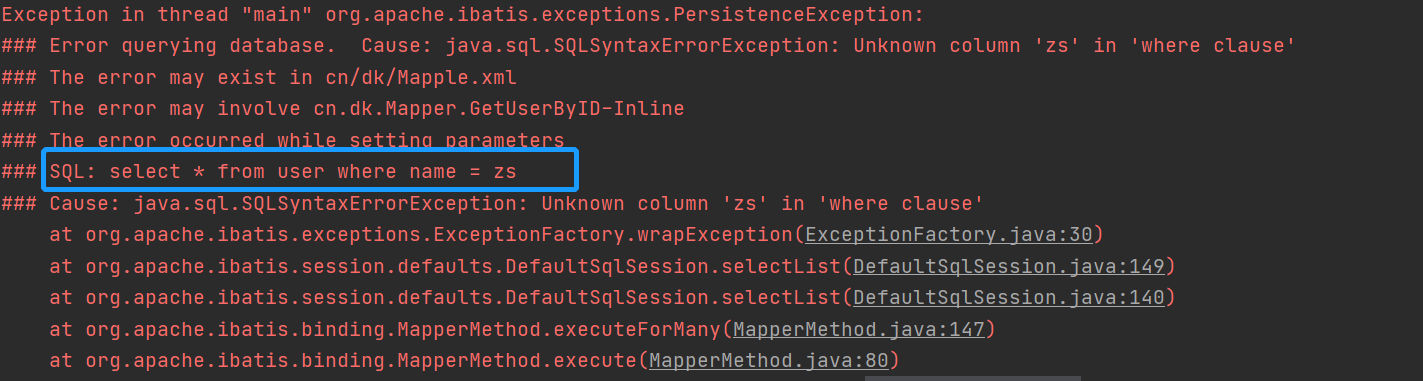 Exception in thread "main" org.apache.ibatis.exceptions.PersistenceException:
### Error querying database.  Cause: java.sql.SQLSyntaxErrorException: Unknown column 'zs' in 'where clause'
### The error may exist in cn/dk/Mapple.xml
### The error may involve cn.dk.Mapper.GetUserByID-Inline
### The error occurred while setting parameters
### SQL: select * from user where name = zs
### Cause: java.sql.SQLSyntaxErrorException: Unknown column 'zs' in 'where clause'
    at org.apache.ibatis.exceptions.ExceptionFactory.wrapException(ExceptionFactory.java:30)
    at org.apache.ibatis.session.defaults.DefaultSqlSession.selectList(DefaultSqlSession.java:149)
    at org.apache.ibatis.session.defaults.DefaultSqlSession.selectList(DefaultSqlSession.java:140)
    at org.apache.ibatis.binding.MapperMethod.executeForMany(MapperMethod.java:147)
    at org.apache.ibatis.binding.MapperMethod.execute(MapperMethod.java:80)